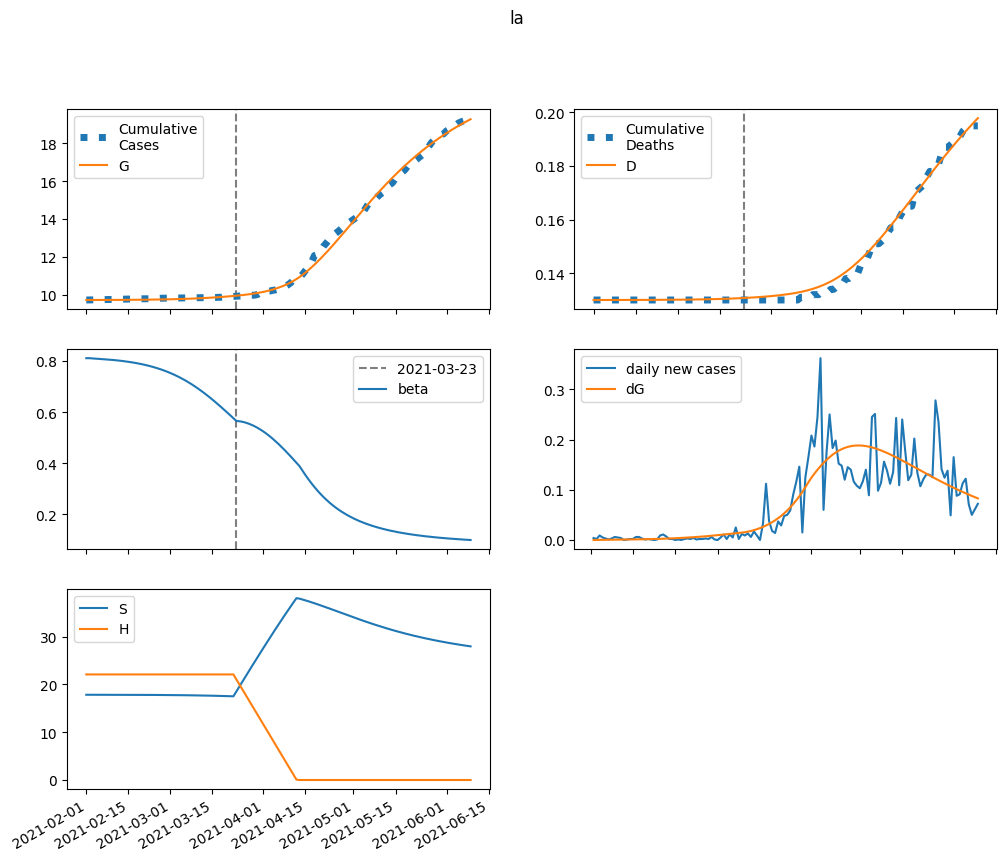 la
Cumulative
Cases
G
18
16
14
12
10
Cumulative
Deaths
D
0.20
0.18
0.16
0.14
2021-03-23
beta
0.8
0.6
0.4
0.2
daily new cases
dG
0.3
0.2
0.1
0.0
S
H
30
20
10
0
2021-02-01
2021-02-15
2021-03-01
2021-03-15
2021-04-01
2021-04-15
2021-05-01
2021-05-15
2021-06-01
2021-06-15